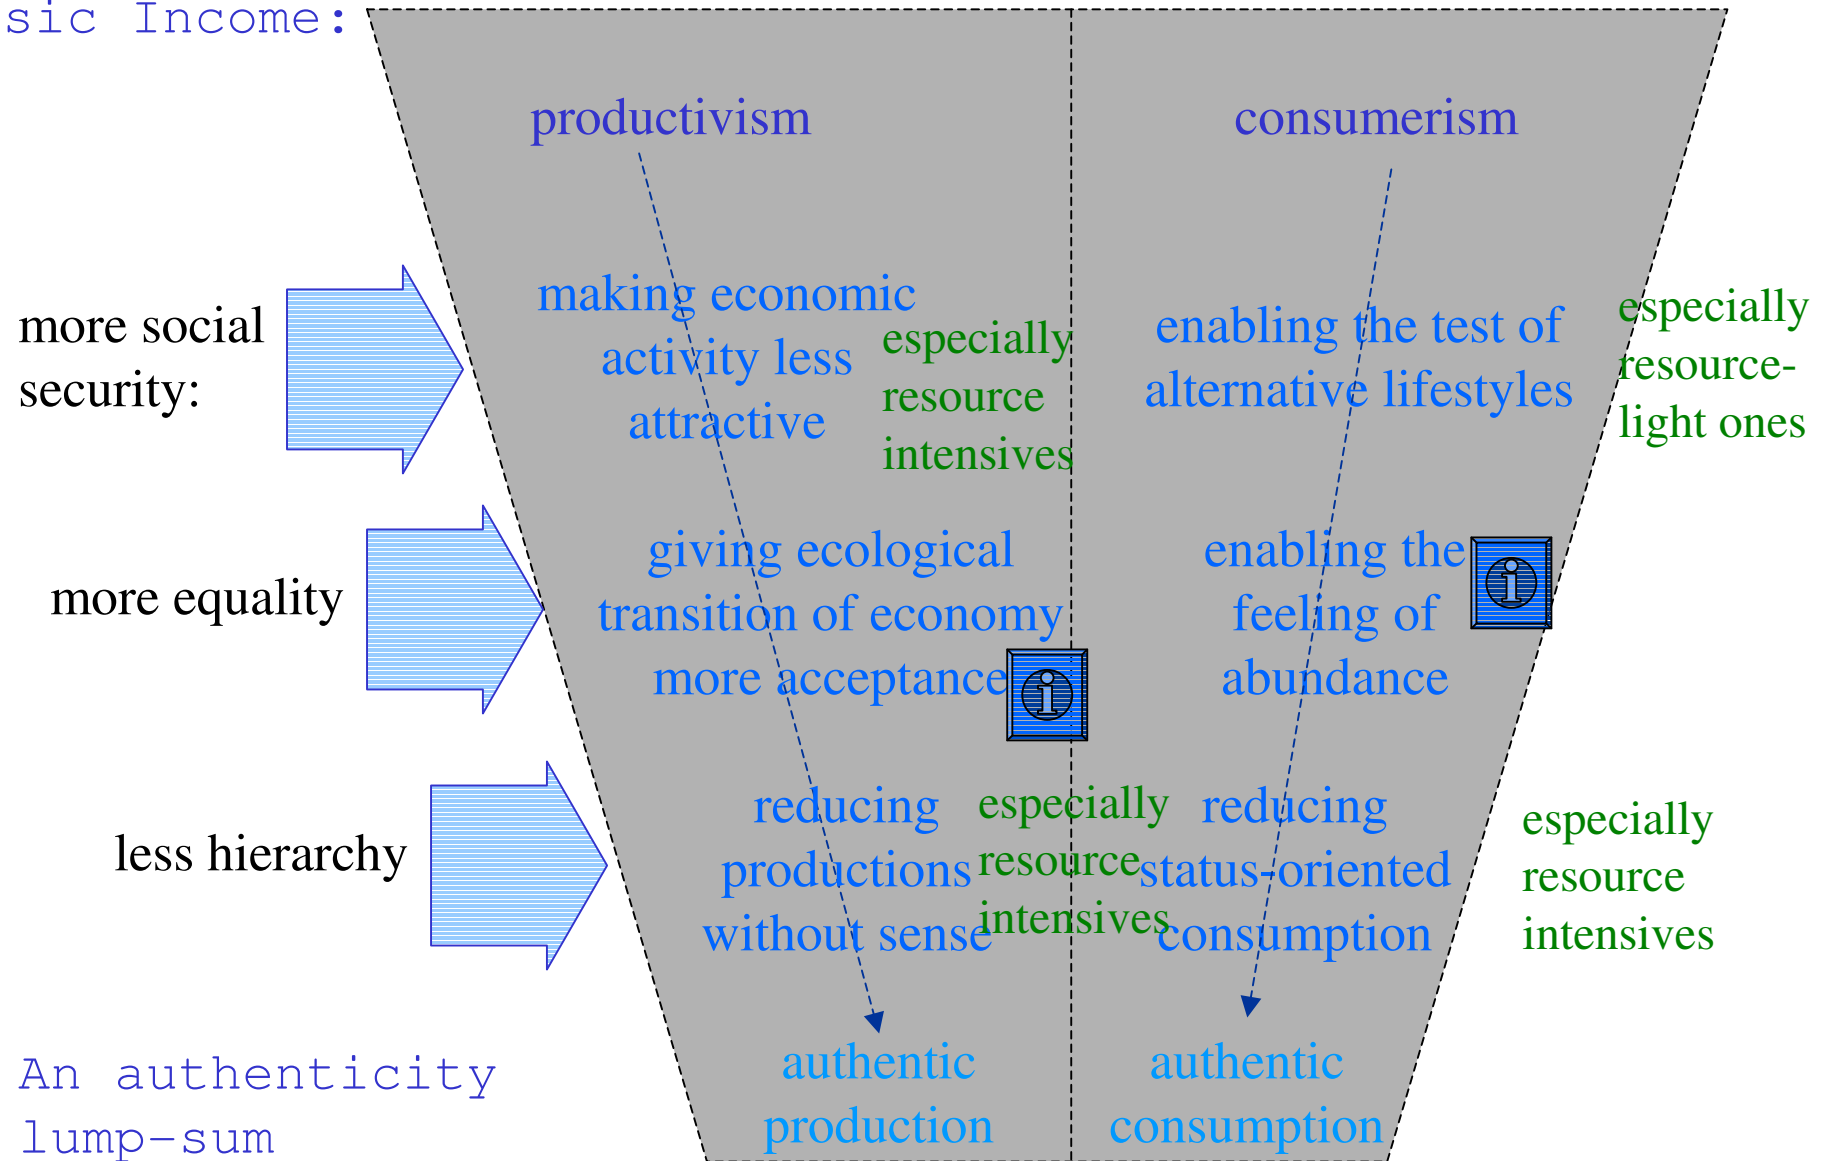 sic Income:
productivism
consumerism
more social
security:
making economic
activity less
attractive
especially
resource
intensives
enabling the test of
alternative lifestyles
especially
resource-
light ones
more equality
giving ecological
transition of economy
more acceptance
i
enabling the
feeling of
abundance
i
less hierarchy
reducing
productions
without sense
especially
resource
intensives
reducing
status-oriented
consumption
especially
resource
intensives
An authenticity
lump-sum
authentic
production
authentic
consumption